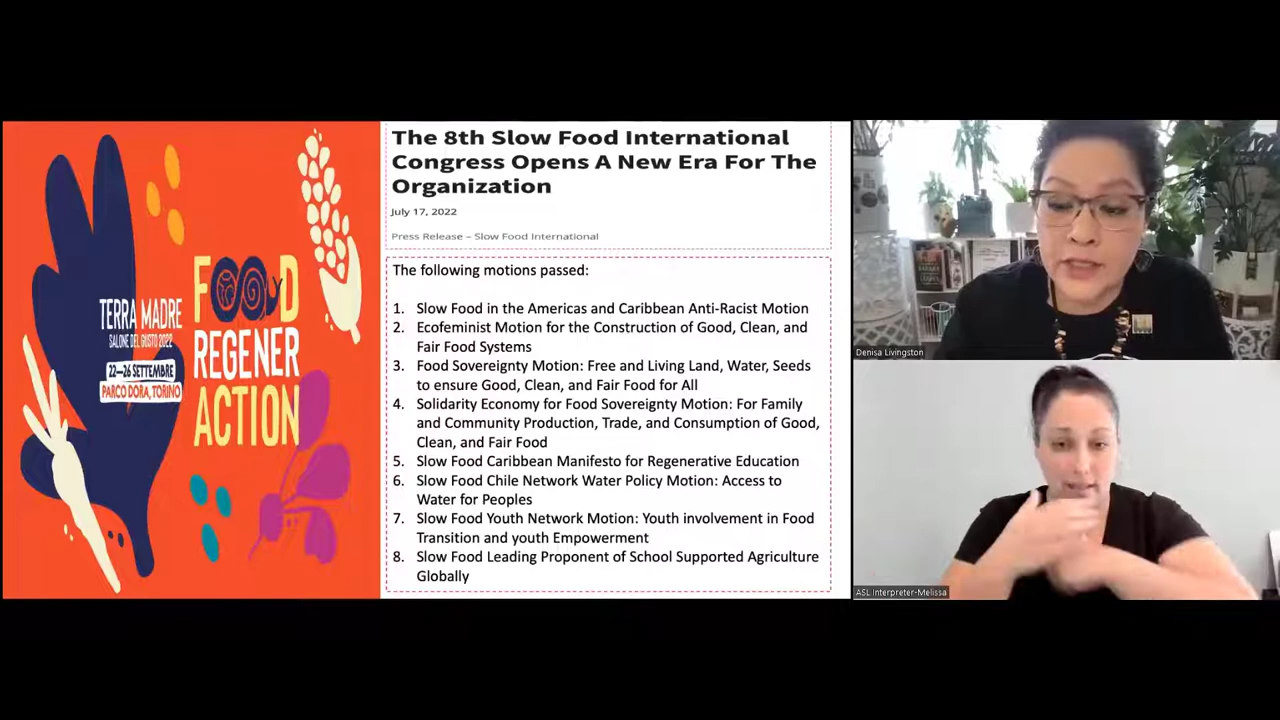 TERRA MADRE
SALONE DEL GUSTO 2022
22—26 SETTEMBRE
PARCO DORA, TORINO
FOOD
REGENER
ACTION
The 8th Slow Food International
Congress Opens A New Era For The
Organization
July 17, 2022
Press Release – Slow Food International
The following motions passed:
1. Slow Food in the Americas and Caribbean Anti-Racist Motion
2. Ecofeminist Motion for the Construction of Good, Clean, and
Fair Food Systems
3. Food Sovereignty Motion: Free and Living Land, Water, Seeds
to ensure Good, Clean, and Fair Food for All
4. Solidarity Economy for Food Sovereignty Motion: For Family
and Community Production, Trade, and Consumption of Good,
Clean, and Fair Food
5. Slow Food Caribbean Manifesto for Regenerative Education
6. Slow Food Chile Network Water Policy Motion: Access to
Water for Peoples
7. Slow Food Youth Network Motion: Youth involvement in Food
Transition and youth Empowerment
8. Slow Food Leading Proponent of School Supported Agriculture
Globally
Denisa Livingston
ASL Interpreter-Melissa